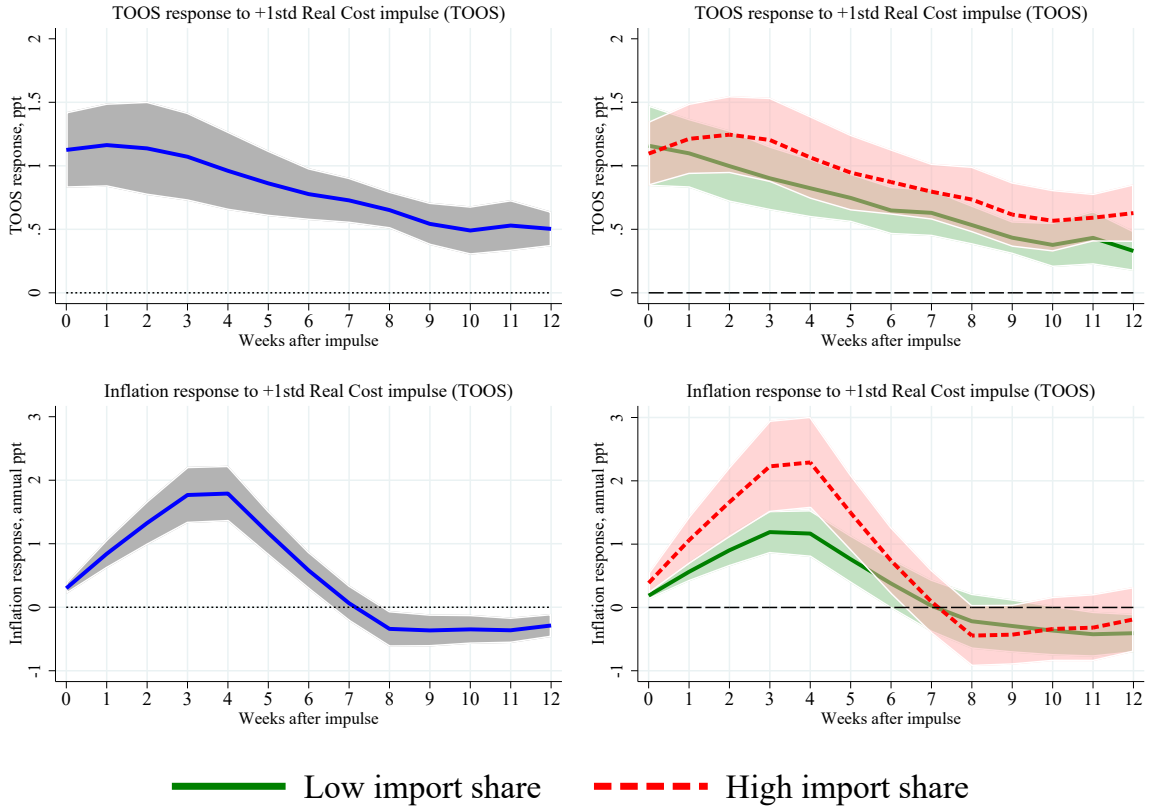 TOOS response to +1std Real Cost impulse (TOOS)
TOOS response, ppt
2
1.5
1
.5
0
0 1 2 3 4 5 6 7 8 9 10 11 12
Weeks after impulse
TOOS response to +1std Real Cost impulse (TOOS)
TOOS response, ppt
2
1.5
1
.5
0
0 1 2 3 4 5 6 7 8 9 10 11 12
Weeks after impulse
Inflation response to +1std Real Cost impulse (TOOS)
Inflation response, annual ppt
3
2
1
0
-1
0 1 2 3 4 5 6 7 8 9 10 11 12
Weeks after impulse
Inflation response to +1std Real Cost impulse (TOOS)
Inflation response, annual ppt
3
2
1
0
-1
0 1 2 3 4 5 6 7 8 9 10 11 12
Weeks after impulse
Low import share High import share